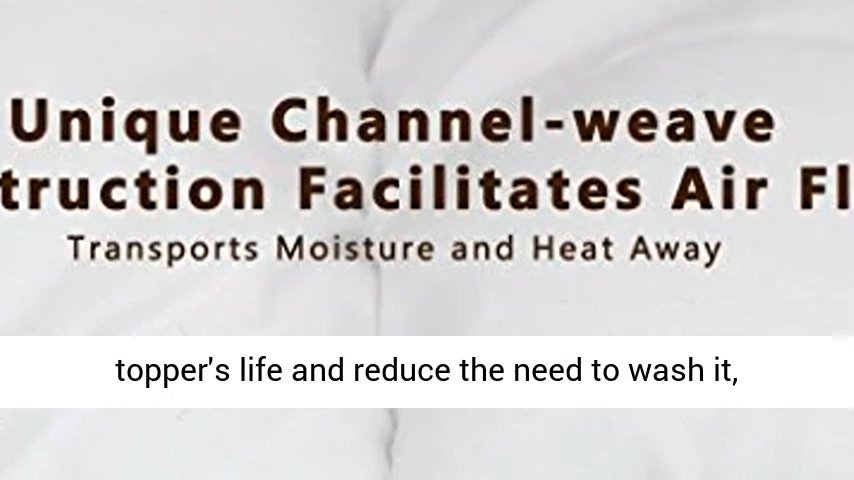 Unique Channel-weave
truction Facilitates Air Fl
Transports Moisture and Heat Away
topper's life and reduce the need to wash it,